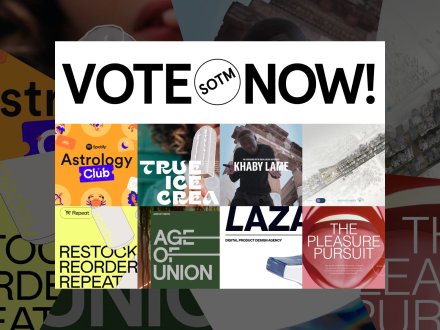 VOTE SOTM NOW!
Spotify
Astrology
Club
TRUE
ICE
CREA
KHABY LAME
Repeat
RESTOCK
REORDER
REPEAT
AGE
OF
UNION
LAZA
DIGITAL PRODUCT DESIGN AGENCY
THE
PLEASURE
PURSUIT